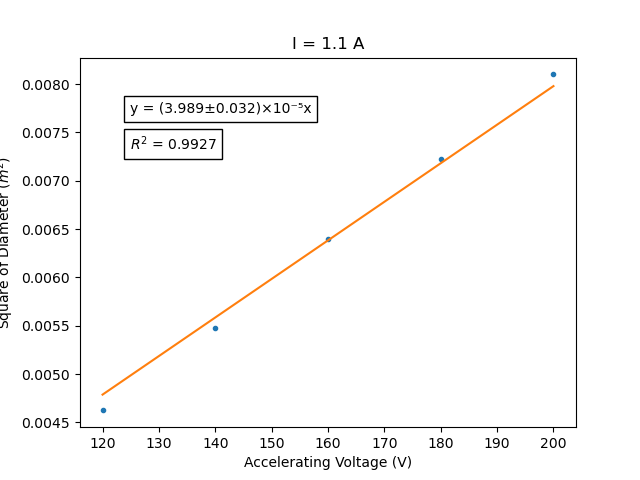 I = 1.1 A
y = (3.989±0.032)×10⁻⁵x
R² = 0.9927
Square of Diameter (m²)
0.0080
0.0075
0.0070
0.0065
0.0060
0.0055
0.0050
0.0045
120 130 140 150 160 170 180 190 200
Accelerating Voltage (V)